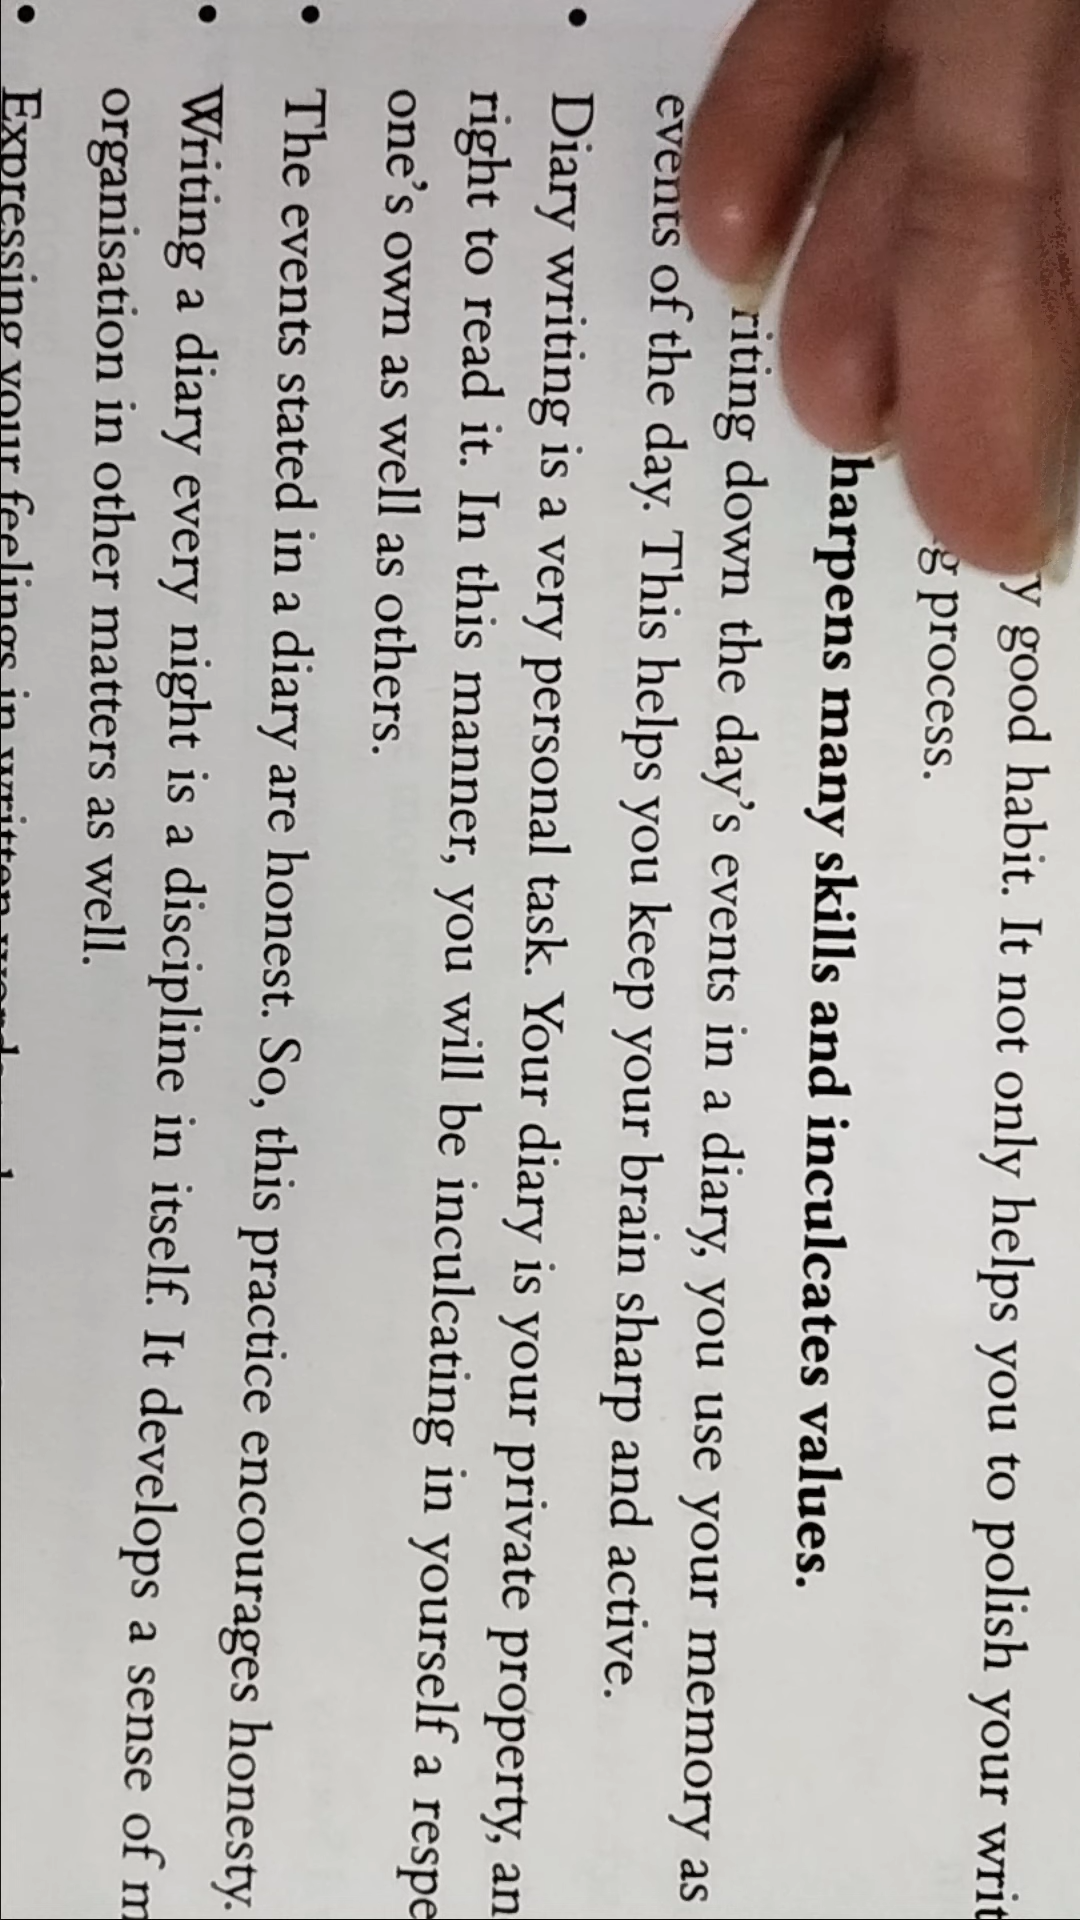 good habit. It not only helps you to polish your
process.
many skills and inculcates values.
down the day's events in a diary, you use your memory as
events of the day. This helps you keep your brain sharp and active.
• Diary writing is a very personal task. Your diary is your private property,
right to read it. In this manner, you will be inculcating in yourself a
one's own as well as others.
• The events stated in a diary are honest. So, this practice encourages honesty.
• Writing a diary every night is a discipline in itself. It develops a sense of
organisation in other matters as well.
• Expressing your feelings in written